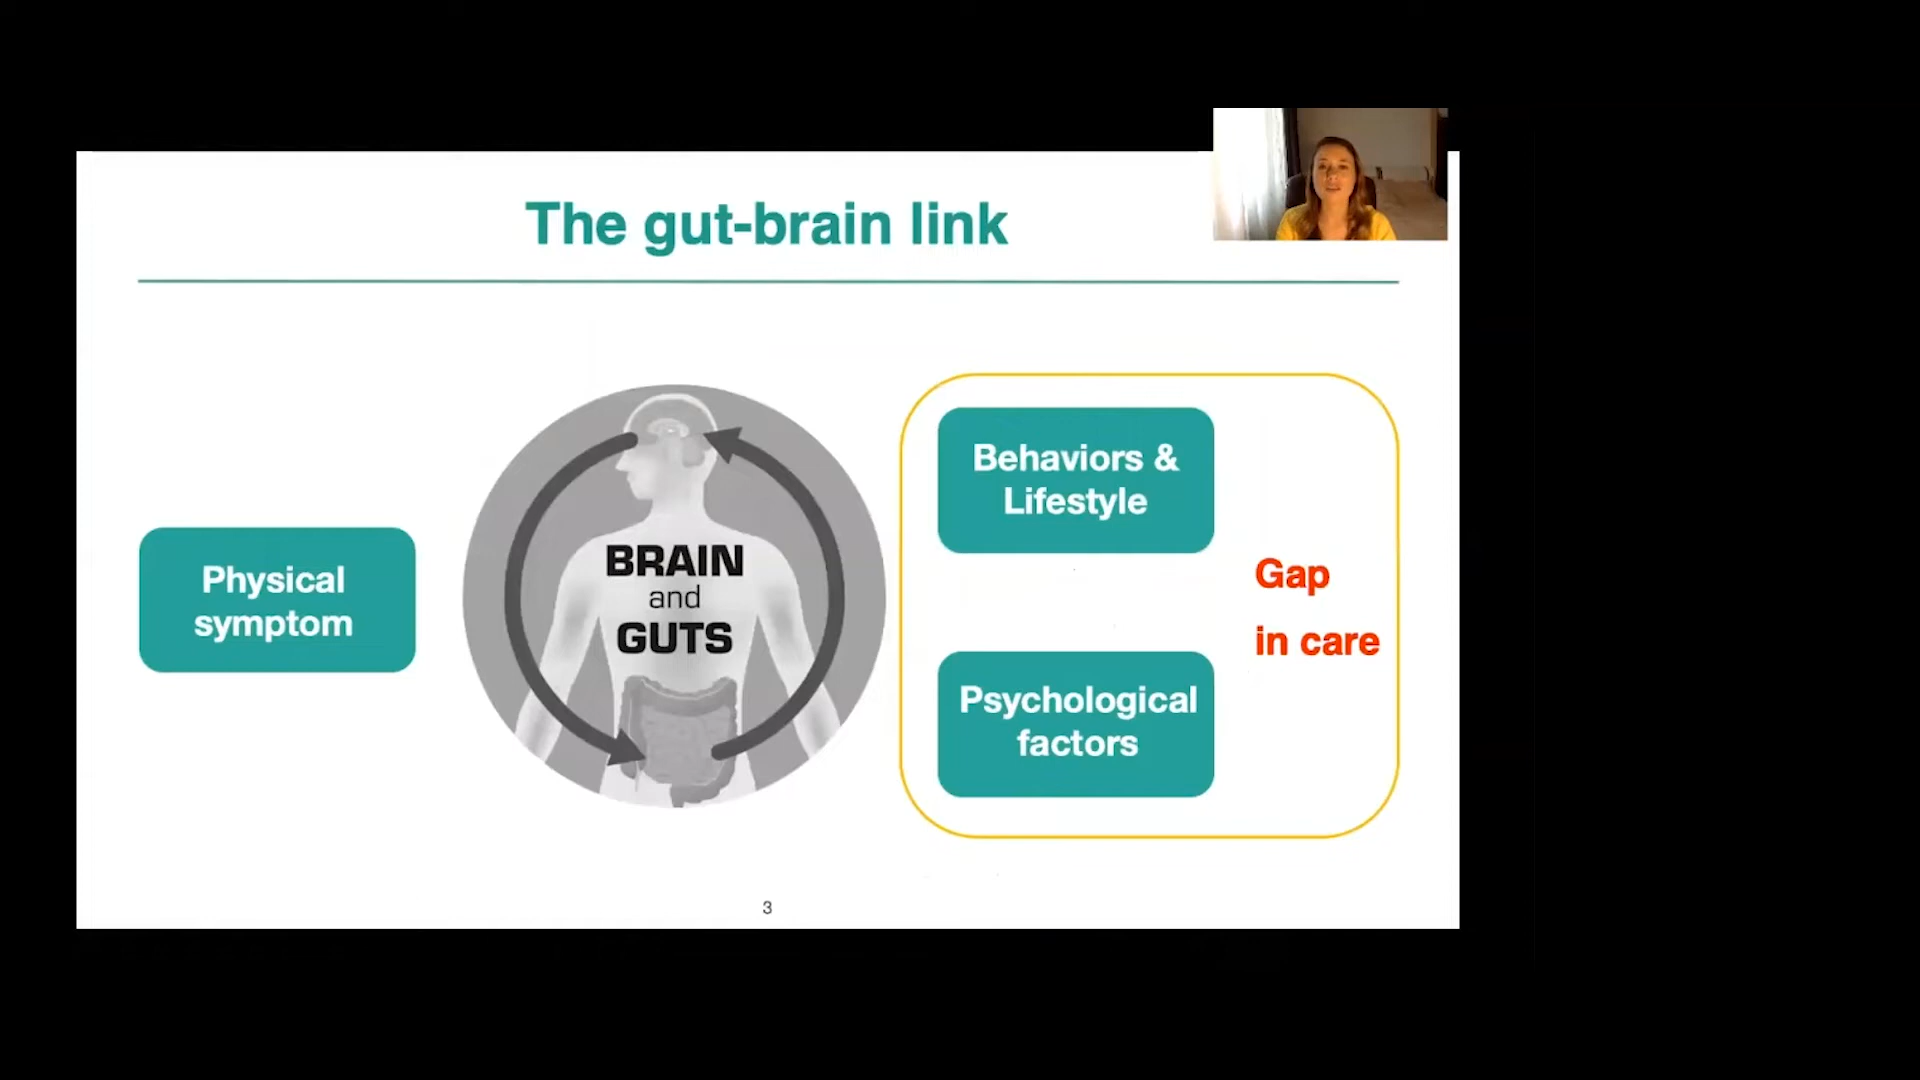 The gut-brain link
Physical
symptom
BRAIN
and
GUTS
Behaviors &
Lifestyle
Psychological
factors
Gap
in care
3